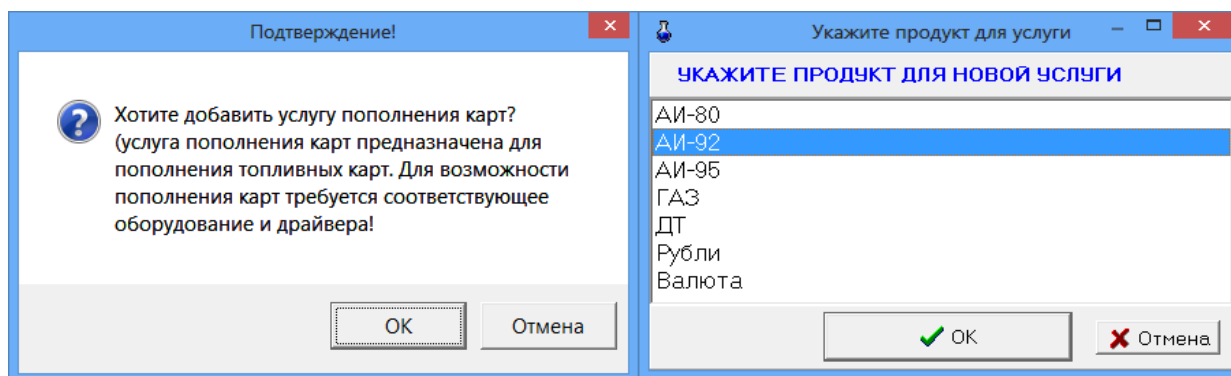 Подтверждение!
Хотите добавить услугу пополнения карт?
(услуга пополнения карт предназначена для
пополнения топливных карт. Для возможности
пополнения карт требуется соответствующее
оборудование и драйвера!
OK
Отмена
Укажите продукт для услуги
УКАЖИТЕ ПРОДУКТ ДЛЯ НОВОЙ УСЛУГИ
АИ-80
АИ-92
АИ-95
ГАЗ
ДТ
Рубли
Валюта
OK
Отмена